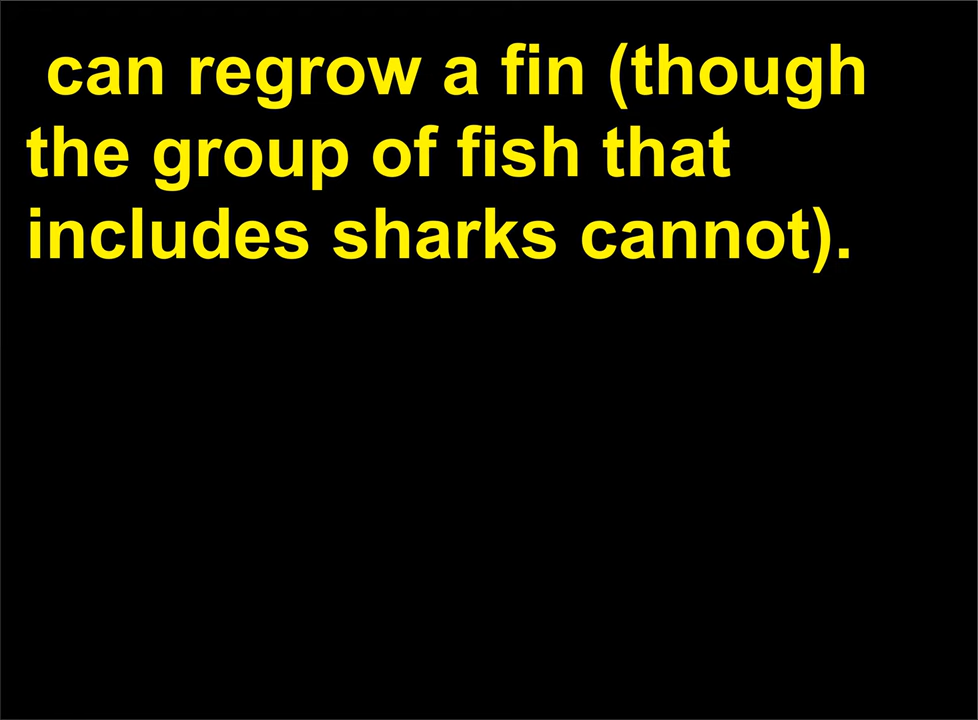 can regrow a fin (though
the group of fish that
includes sharks cannot).